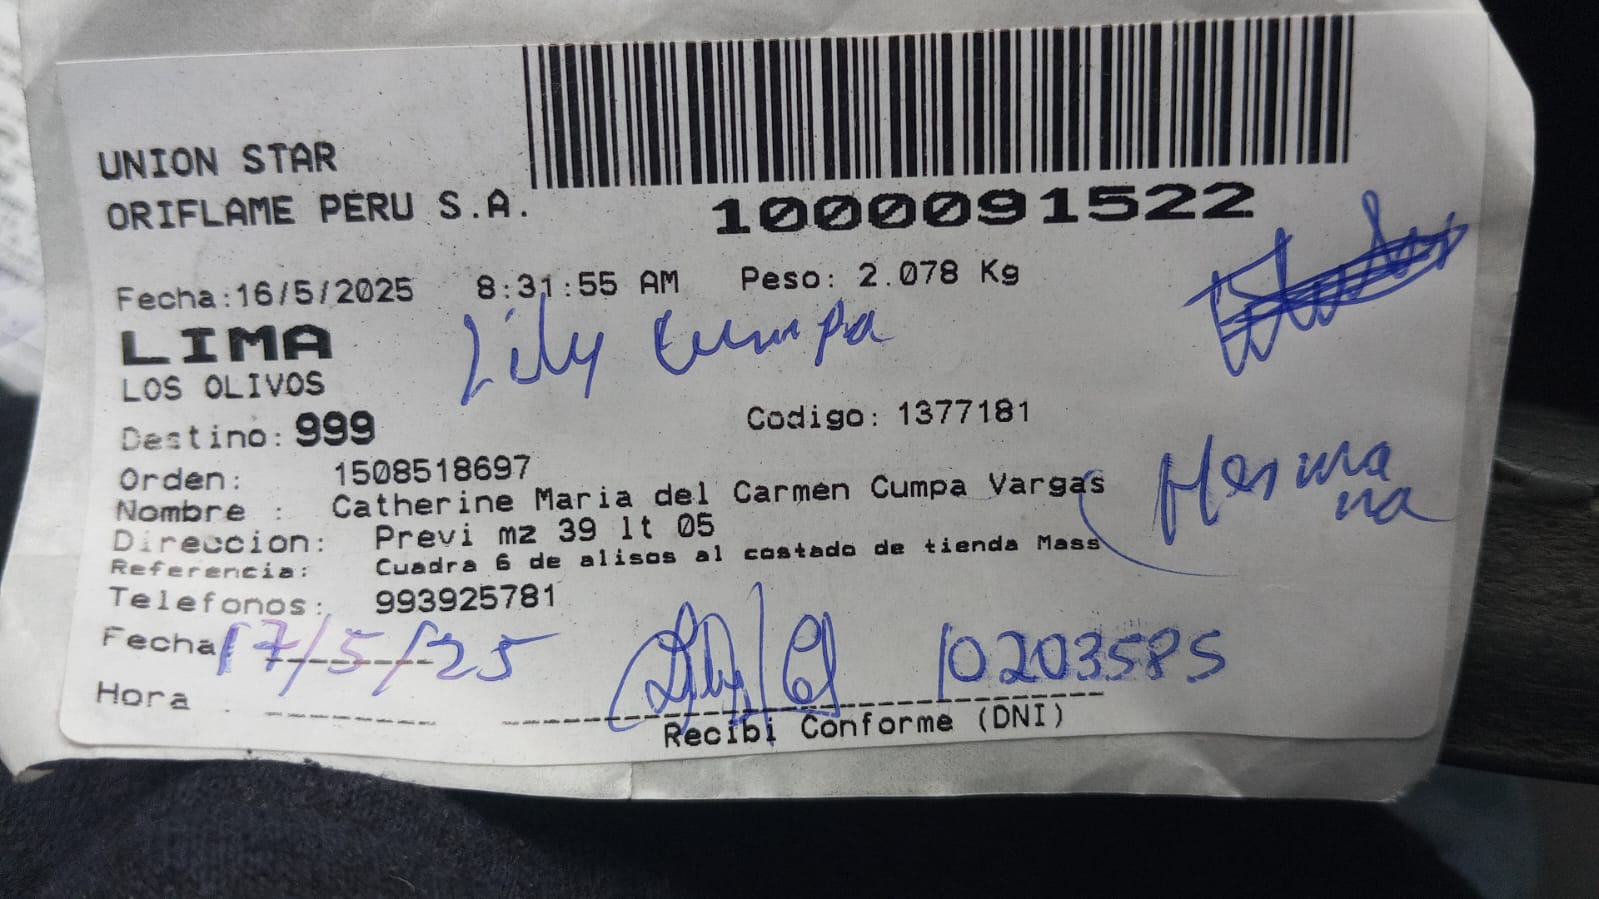 UNION STAR
ORIFLAME PERU S.A.
1000091522
Fecha:16/5/2025 8:31:55 AM Peso: 2.078 Kg
LIMA
Lily Cumpa
LOS OLIVOS
Destino: 999 Codigo: 1377181
Orden: 1508518697
Nombre : Catherine Maria del Carmen Cumpa Vargas
Hermana
na
Direccion: Previ mz 39 lt 05
Referencia: Cuadra 6 de alisos al costado de tienda Mass
Telefonos: 993925781
Fecha 17/5/25 10203585
Hora
Recibi Conforme (DNI)